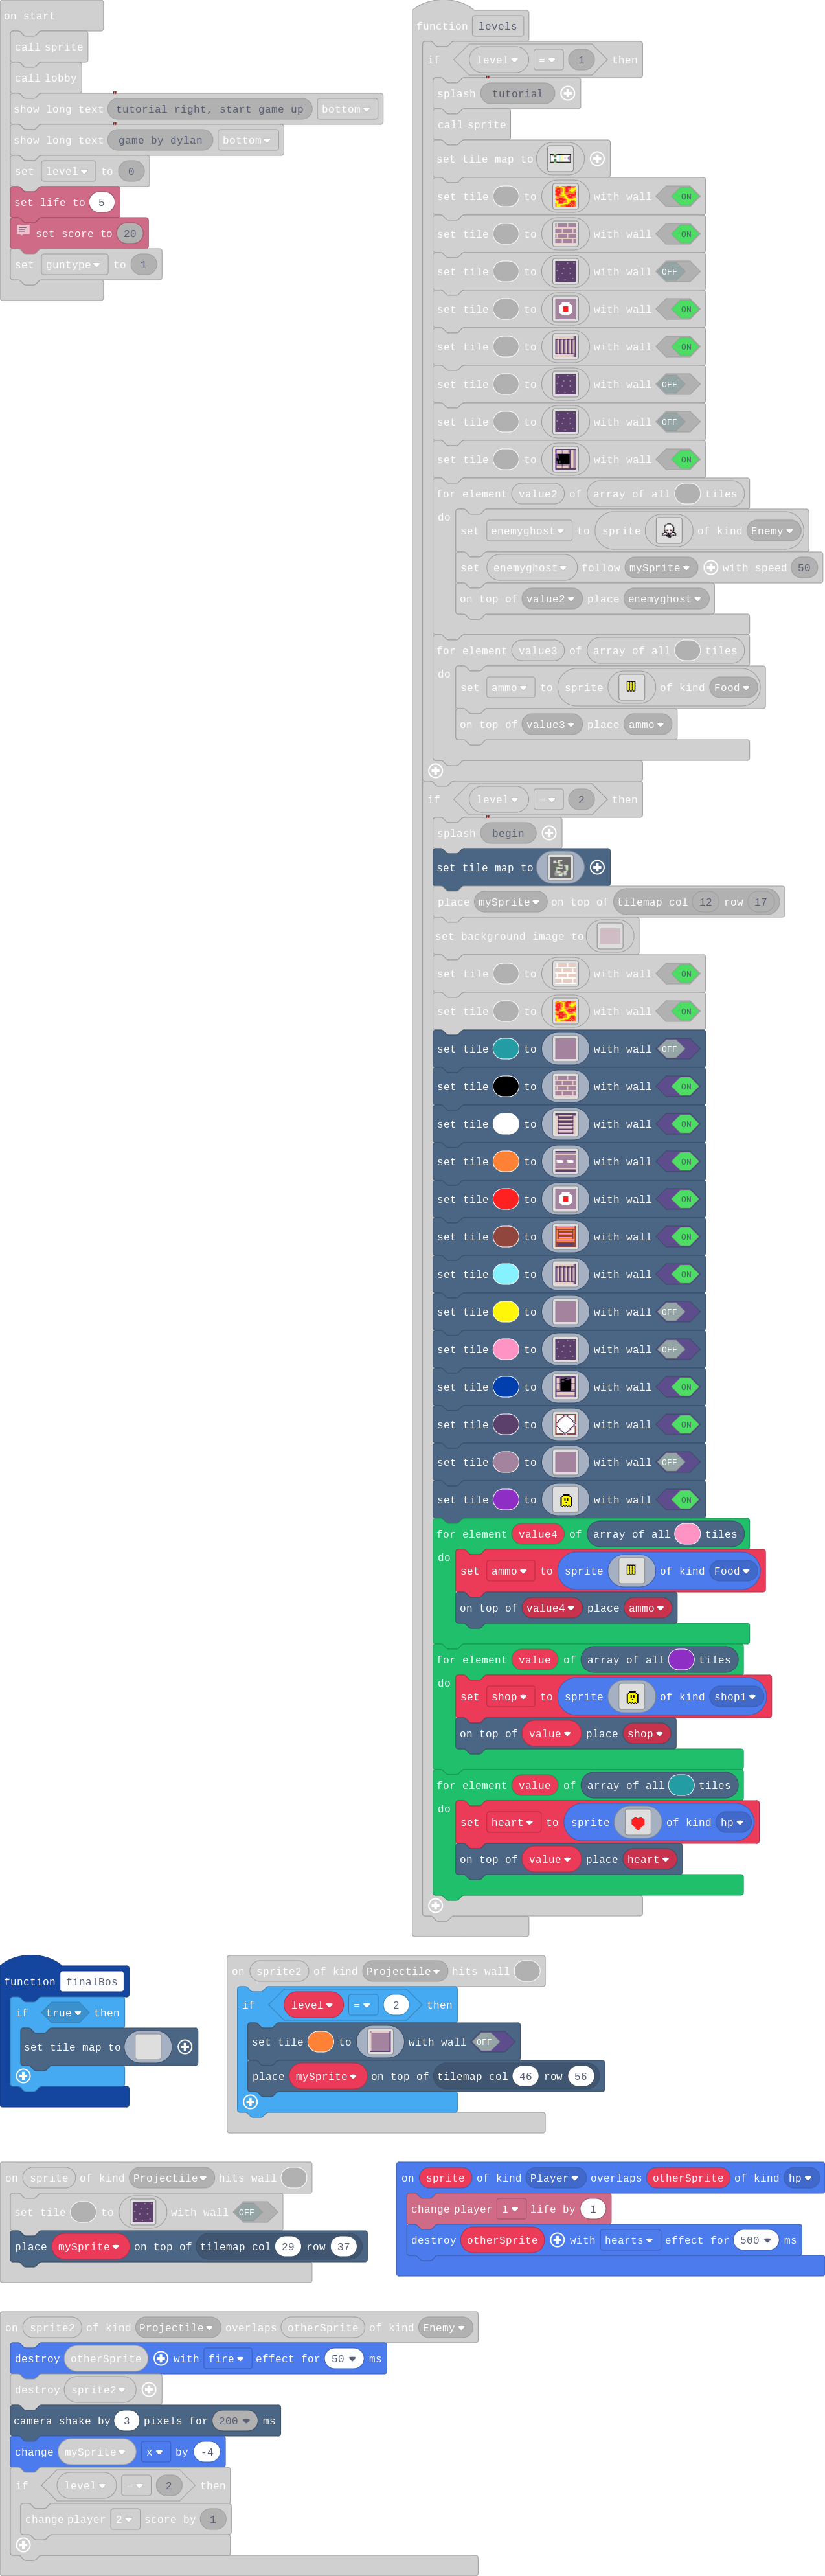 on start
call sprite
call lobby
show long text " tutorial right, start game up bottom
show long text " game by dylan bottom
set level to 0
set life to 5
set score to 20
set guntype to 1
function levels
if level = 1 then
splash " tutorial
call sprite
set tile map to
set tile to with wall ON
set tile to with wall ON
set tile to with wall OFF
set tile to with wall ON
set tile to with wall ON
set tile to with wall OFF
set tile to with wall OFF
set tile to with wall ON
for element value2 of array of all tiles
do
set enemyghost to sprite of kind Enemy
set enemyghost follow mySprite with speed 50
on top of value2 place enemyghost
for element value3 of array of all tiles
do
set ammo to sprite of kind Food
on top of value3 place ammo
if level = 2 then
splash " begin
set tile map to
place mySprite on top of tilemap col 12 row 17
set background image to
set tile to with wall ON
set tile to with wall ON
set tile to with wall OFF
set tile to with wall ON
set tile to with wall ON
set tile to with wall ON
set tile to with wall ON
set tile to with wall ON
set tile to with wall ON
set tile to with wall OFF
set tile to with wall OFF
set tile to with wall ON
set tile to with wall ON
set tile to with wall OFF
set tile to with wall ON
for element value4 of array of all tiles
do
set ammo to sprite of kind Food
on top of value4 place ammo
for element value of array of all tiles
do
set shop to sprite of kind shop1
on top of value place shop
for element value of array of all tiles
do
set heart to sprite of kind hp
on top of value place heart
function finalBos
if true then
set tile map to
on sprite2 of kind Projectile hits wall
if level = 2 then
set tile to with wall OFF
place mySprite on top of tilemap col 46 row 56
on sprite of kind Projectile hits wall
set tile to with wall OFF
place mySprite on top of tilemap col 29 row 37
on sprite of kind Player overlaps otherSprite of kind hp
change player 1 life by 1
destroy otherSprite with hearts effect for 500 ms
on sprite2 of kind Projectile overlaps otherSprite of kind Enemy
destroy otherSprite with fire effect for 50 ms
destroy sprite2
camera shake by 3 pixels for 200 ms
change mySprite x by -4
if level = 2 then
change player 2 score by 1